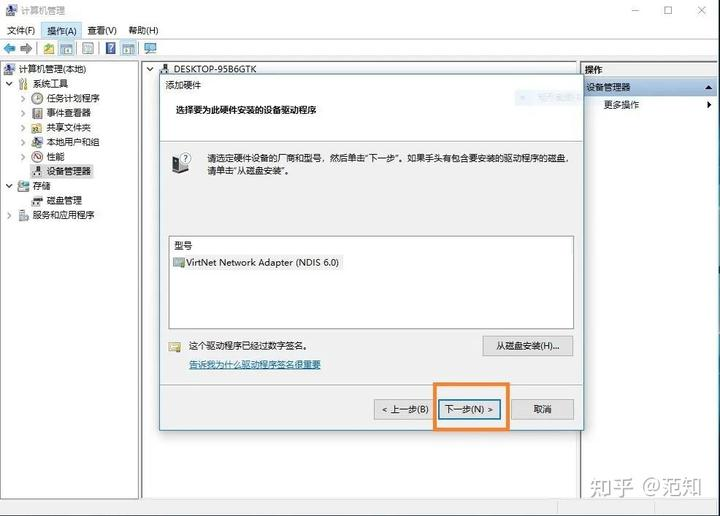 计算机管理
文件(F) 操作(A) 查看(V) 帮助(H)
计算机管理(本地)
系统工具
任务计划程序
事件查看器
共享文件夹
本地用户和组
性能
设备管理器
存储
磁盘管理
服务和应用程序
DESKTOP-95B6GTK
添加硬件
选择要为此硬件安装的设备驱动程序
请选定硬件设备的厂商和型号，然后单击“下一步”。如果手头有包含要安装的驱动程序的磁盘，
请单击“从磁盘安装”。
型号
VirtNet Network Adapter (NDIS 6.0)
这个驱动程序已经过数字签名。
告诉我为什么驱动程序签名很重要
从磁盘安装(H)...
< 上一步(B)
下一步(N) >
取消
操作
设备管理器
更多操作
知乎 @范知